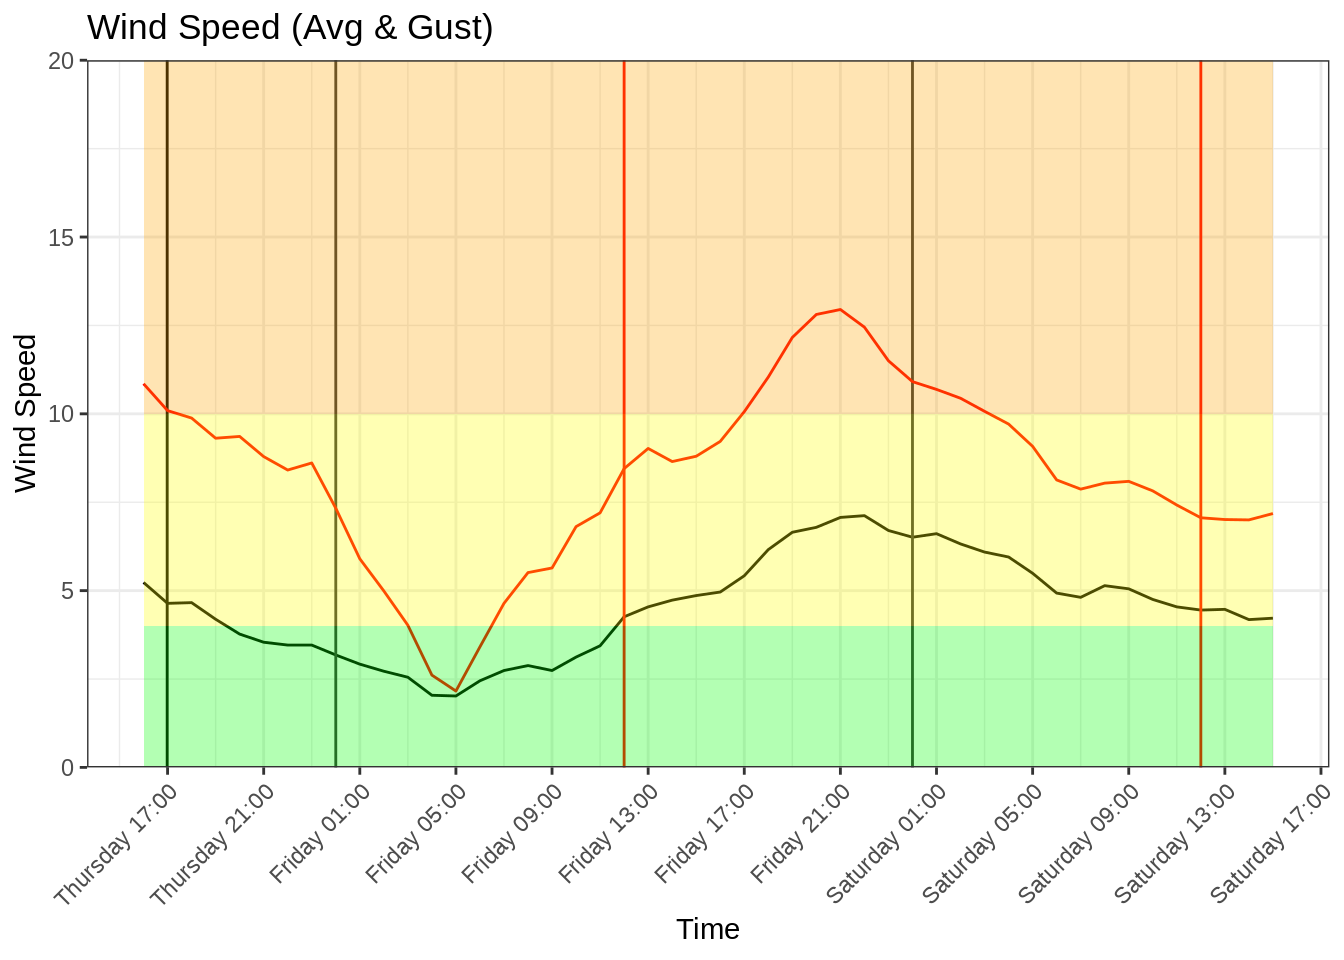 Wind Speed (Avg & Gust)
Wind Speed
20
15
10
5
0
Thursday 17:00
Thursday 21:00
Friday 01:00
Friday 05:00
Friday 09:00
Friday 13:00
Friday 17:00
Friday 21:00
Saturday 01:00
Saturday 05:00
Saturday 09:00
Saturday 13:00
Saturday 17:00
Time